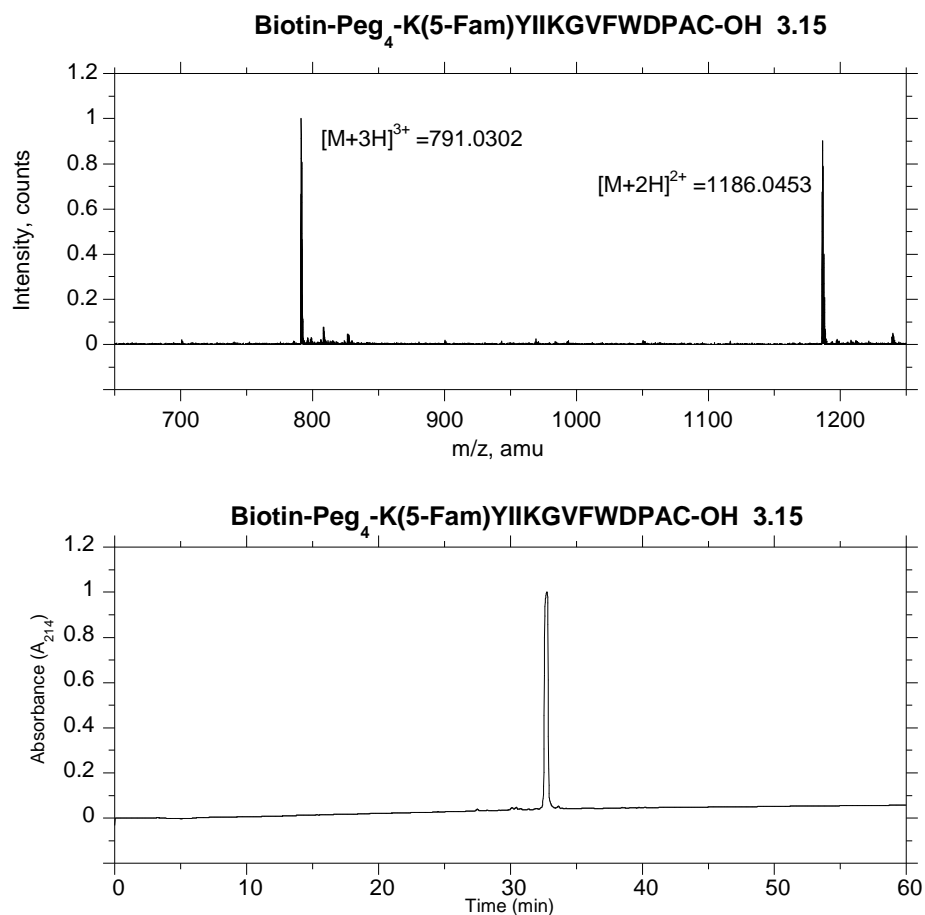 Biotin-Peg4-K(5-Fam)YIIKGVFWDPAC-OH 3.15
1.2
1
0.8
0.6
0.4
0.2
0
Intensity, counts
[M+3H]3+ =791.0302
[M+2H]2+ =1186.0453
700 800 900 1000 1100 1200
m/z, amu
Biotin-Peg4-K(5-Fam)YIIKGVFWDPAC-OH 3.15
1.2
1
0.8
0.6
0.4
0.2
0
Absorbance (A214)
0 10 20 30 40 50 60
Time (min)